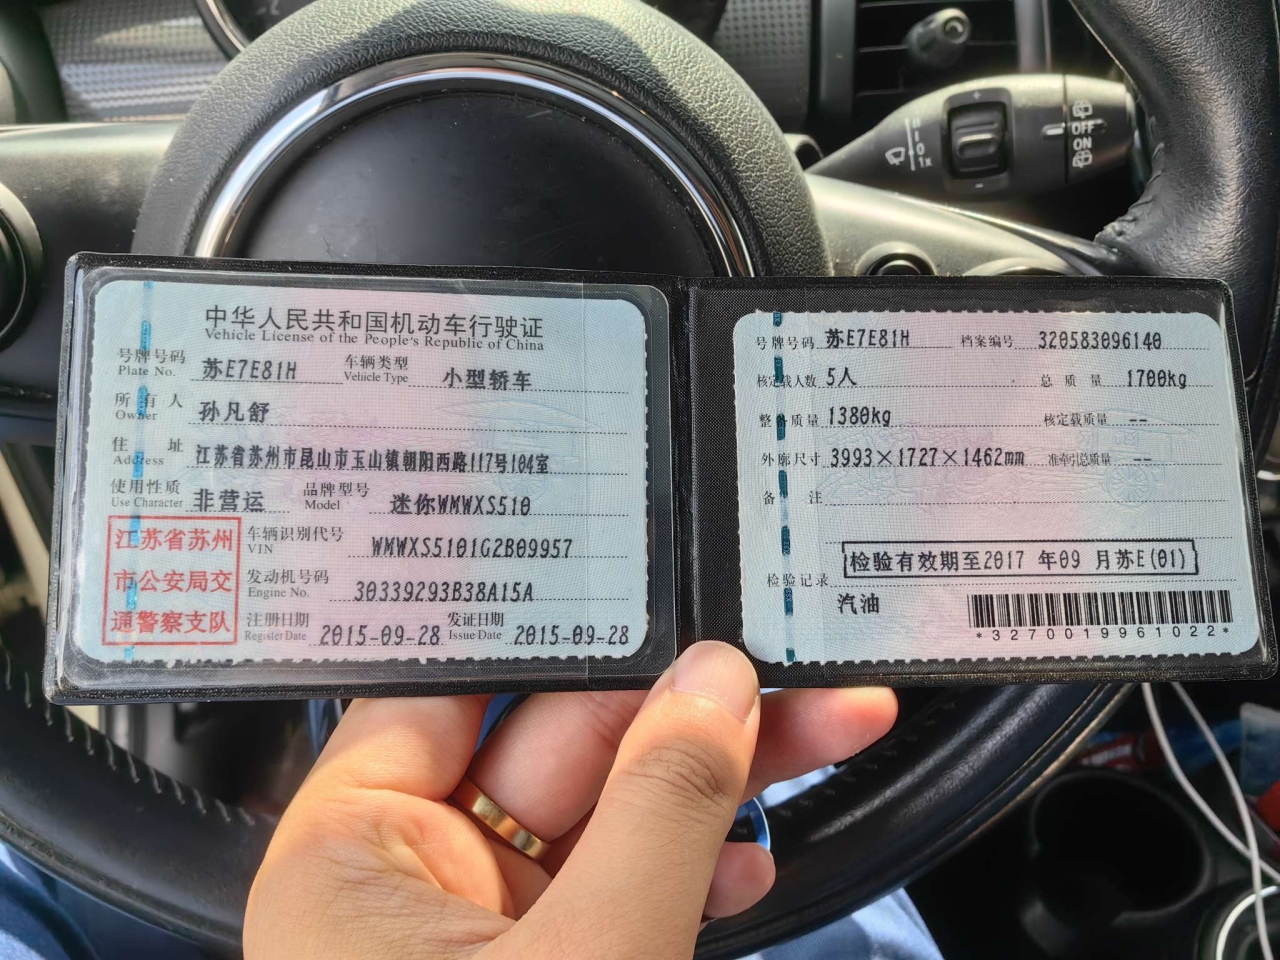 中华人民共和国机动车行驶证
Vehicle License of the People's Republic of China
号牌号码 苏E7E81H 车辆类型 小型轿车
Plate No. Vehicle Type
所有人 孙凡舒
Owner
住址 江苏省苏州市昆山市玉山镇朝阳西路117号104室
Address
使用性质 非营运 品牌型号 迷你WMWXS510
Use Character Model
江苏省苏州
市公安局交
通警察支队
车辆识别代号 WMWXS5101G2B09957
VIN
发动机号码 30339293B38A15A
Engine No.
注册日期 2015-09-28 发证日期 2015-09-28
Register Date Issue Date
号牌号码 苏E7E81H 档案编号 320583096140
核定载人数 5人 总质量 1700kg
整备质量 1380kg 核定载质量 --
外廓尺寸 3993×1727×1462mm 准牵引总质量 --
备注
检验有效期至2017 年09 月苏E(01)
检验记录
汽油
*3270019961022*
OFF
ON
1x